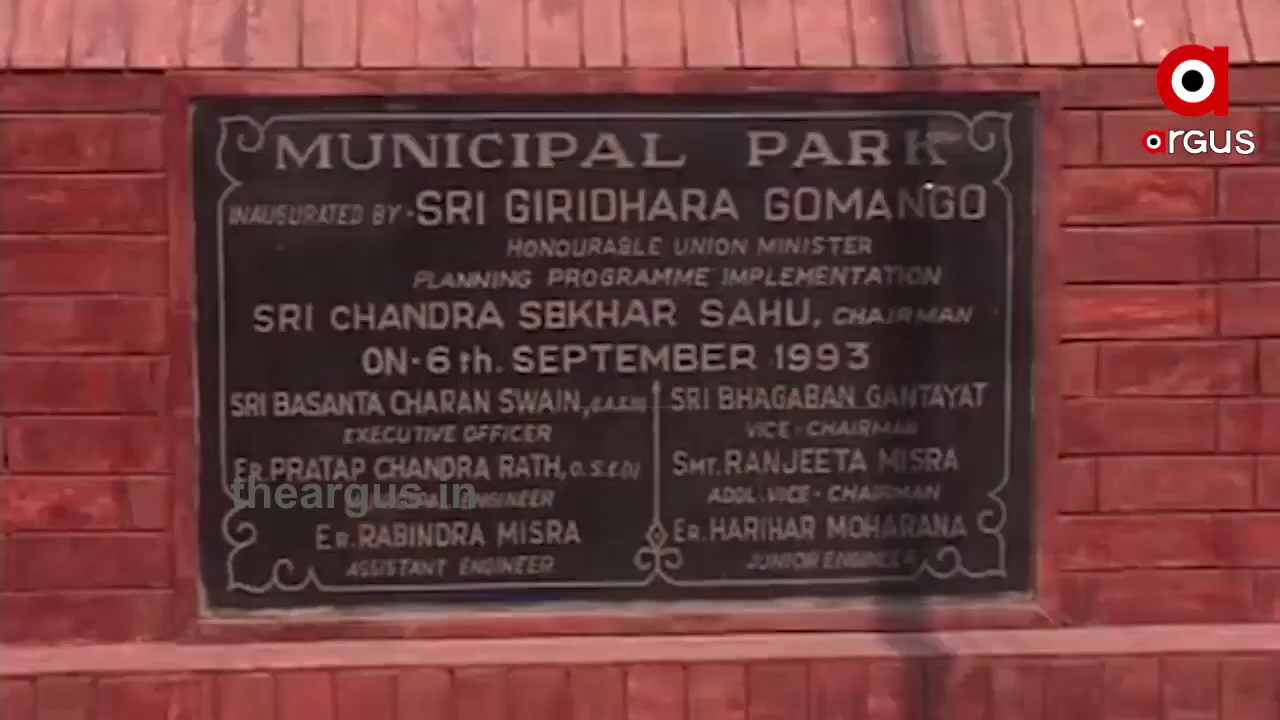 MUNICIPAL PARK
INAUGURATED BY - SRI GIRIDHARA GOMANGO
HONOURABLE UNION MINISTER
PLANNING PROGRAMME IMPLEMENTATION
SRI CHANDRA SEKHAR SAHU, CHAIRMAN
ON - 6th. SEPTEMBER 1993
SRI BASANTA CHARAN SWAIN,
EXECUTIVE OFFICER
ER. PRATAP CHANDRA RATH,
ENGINEER
ER. RABINDRA MISRA
ASSISTANT ENGINEER
SRI BHAGABAN GANTAYAT
VICE - CHAIRMAN
SMT. RANJEETA MISRA
ADDL. VICE - CHAIRMAN
ER. HARIHAR MOHARANA
JUNIOR ENGINEER
argus
theargus.in